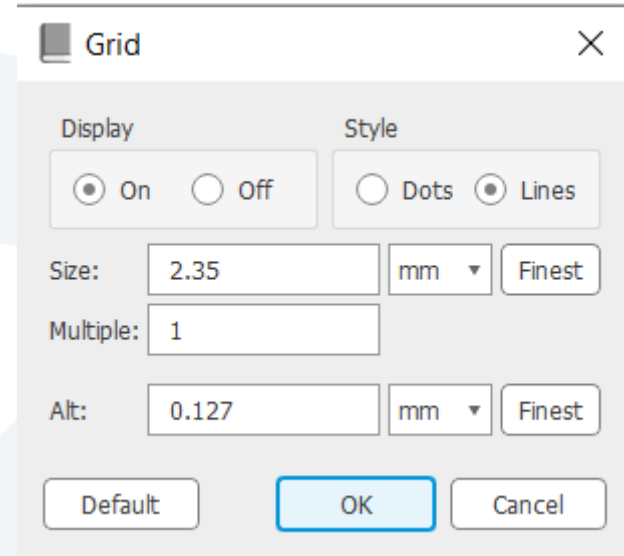 Grid
Display Style
On Off Dots Lines
Size: 2.35 mm Finest
Multiple: 1
Alt: 0.127 mm Finest
Default OK Cancel